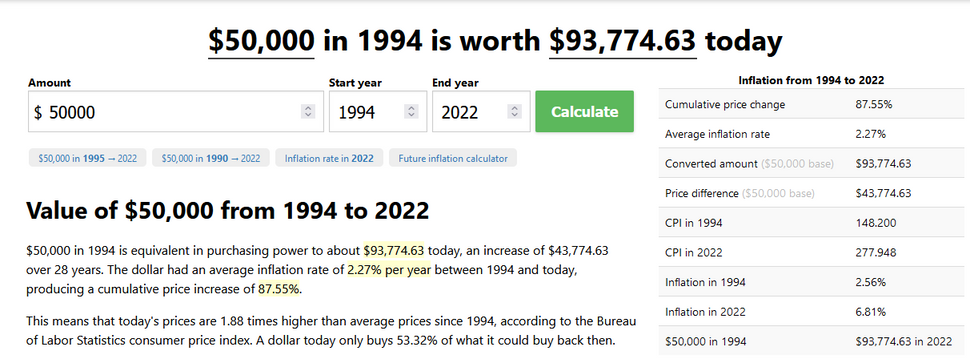 $50,000 in 1994 is worth $93,774.63 today
Amount
Start year
End year
$ 50000
1994
2022
Calculate
$50,000 in 1995 → 2022
$50,000 in 1990 → 2022
Inflation rate in 2022
Future inflation calculator
Value of $50,000 from 1994 to 2022
$50,000 in 1994 is equivalent in purchasing power to about $93,774.63 today, an increase of $43,774.63
over 28 years. The dollar had an average inflation rate of 2.27% per year between 1994 and today,
producing a cumulative price increase of 87.55%.
This means that today's prices are 1.88 times higher than average prices since 1994, according to the Bureau
of Labor Statistics consumer price index. A dollar today only buys 53.32% of what it could buy back then.
Inflation from 1994 to 2022
Cumulative price change 87.55%
Average inflation rate 2.27%
Converted amount ($50,000 base) $93,774.63
Price difference ($50,000 base) $43,774.63
CPI in 1994 148.200
CPI in 2022 277.948
Inflation in 1994 2.56%
Inflation in 2022 6.81%
$50,000 in 1994 $93,774.63 in 2022